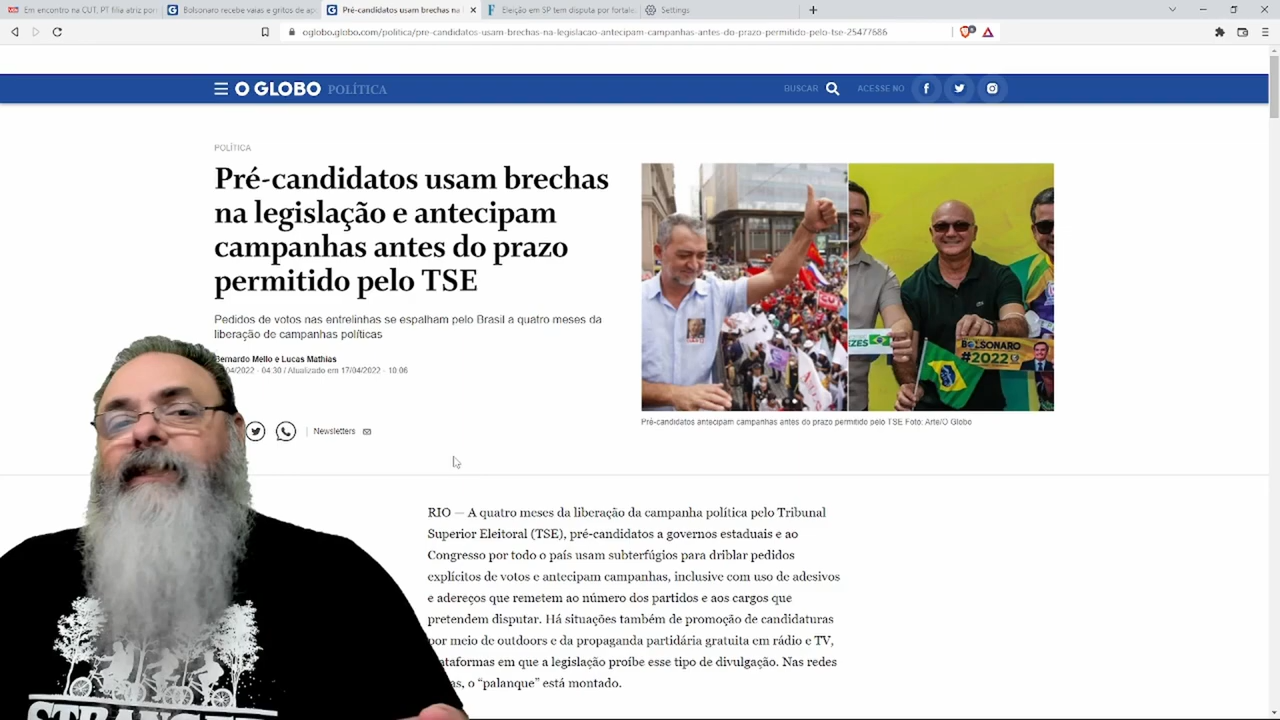 Em encontro na CUT, PT filia atriz por
Bolsonaro recebe vaias e gritos de ap
Pré-candidatos usam brechas na l
Eleição em SP tem disputa por fortale
Settings
oglobo.globo.com/politica/pre-candidatos-usam-brechas-na-legislacao-antecipam-campanhas-antes-do-prazo-permitido-pelo-tse-25477686
O GLOBO POLÍTICA
BUSCAR
ACESSE NO
POLÍTICA
Pré-candidatos usam brechas
na legislação e antecipam
campanhas antes do prazo
permitido pelo TSE
Pedidos de votos nas entrelinhas se espalham pelo Brasil a quatro meses da
liberação de campanhas políticas
Bernardo Mello e Lucas Mathias
04/2022 - 04:30 / Atualizado em 17/04/2022 - 10:06
Newsletters
BOLSONARO
#2022
Pré-candidatos antecipam campanhas antes do prazo permitido pelo TSE Foto: Arte/O Globo
RIO — A quatro meses da liberação da campanha política pelo Tribunal
Superior Eleitoral (TSE), pré-candidatos a governos estaduais e ao
Congresso por todo o país usam subterfúgios para driblar pedidos
explícitos de votos e antecipam campanhas, inclusive com uso de adesivos
e adereços que remetem ao número dos partidos e aos cargos que
pretendem disputar. Há situações também de promoção de candidaturas
por meio de outdoors e da propaganda partidária gratuita em rádio e TV,
plataformas em que a legislação proíbe esse tipo de divulgação. Nas redes
as, o “palanque” está montado.